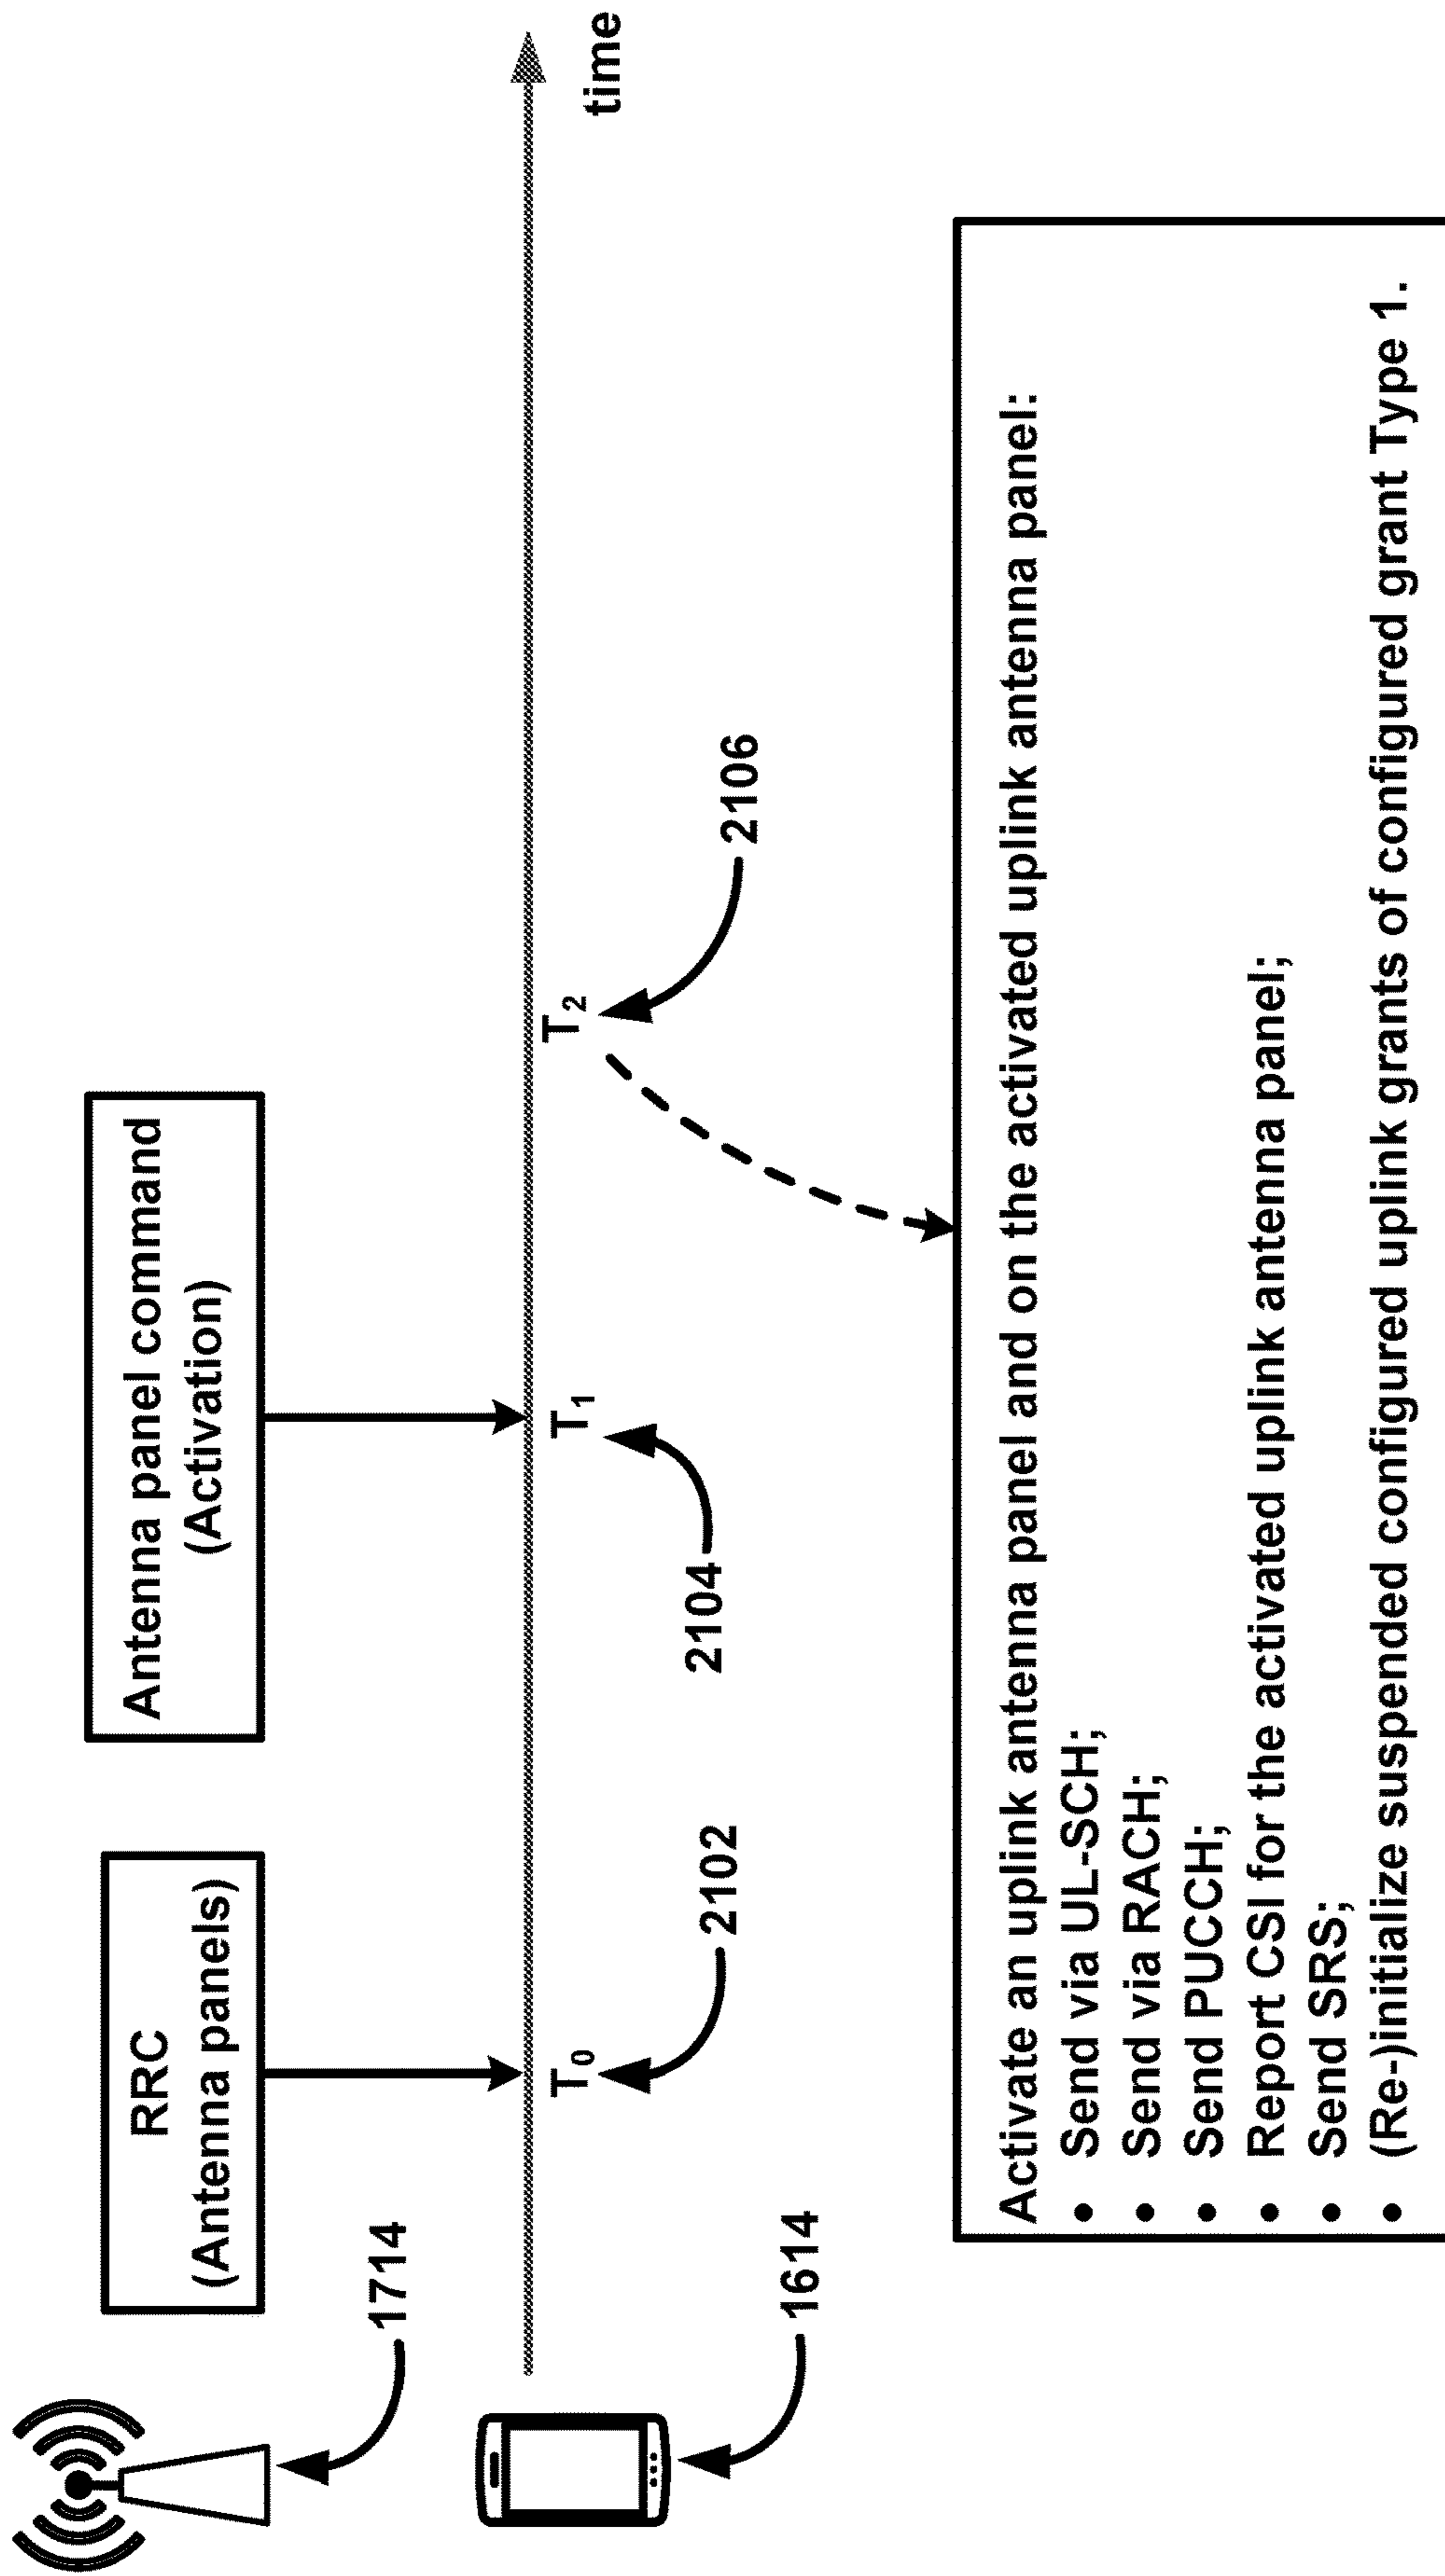 RRC
(Antenna panels)
Antenna panel command
(Activation)
1714
time
T0
T1
T2
2102
2104
2106
1614
Activate an uplink antenna panel and on the activated uplink antenna panel:
• Send via UL-SCH;
• Send via RACH;
• Send PUCCH;
• Report CSI for the activated uplink antenna panel;
• Send SRS;
• (Re-)initialize suspended configured uplink grants of configured grant Type 1.